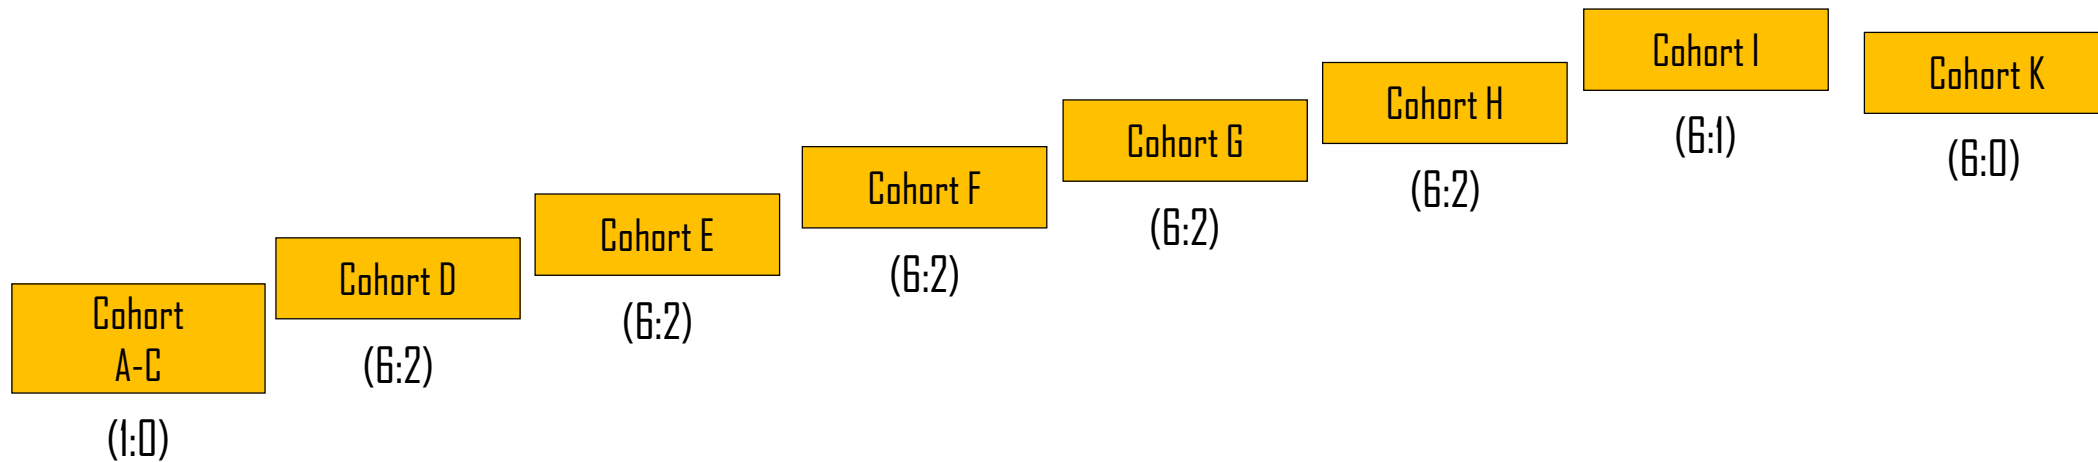 Cohort
A-C
(1:0)
Cohort D
(6:2)
Cohort E
(6:2)
Cohort F
(6:2)
Cohort G
(6:2)
Cohort H
(6:2)
Cohort I
(6:1)
Cohort K
(6:0)